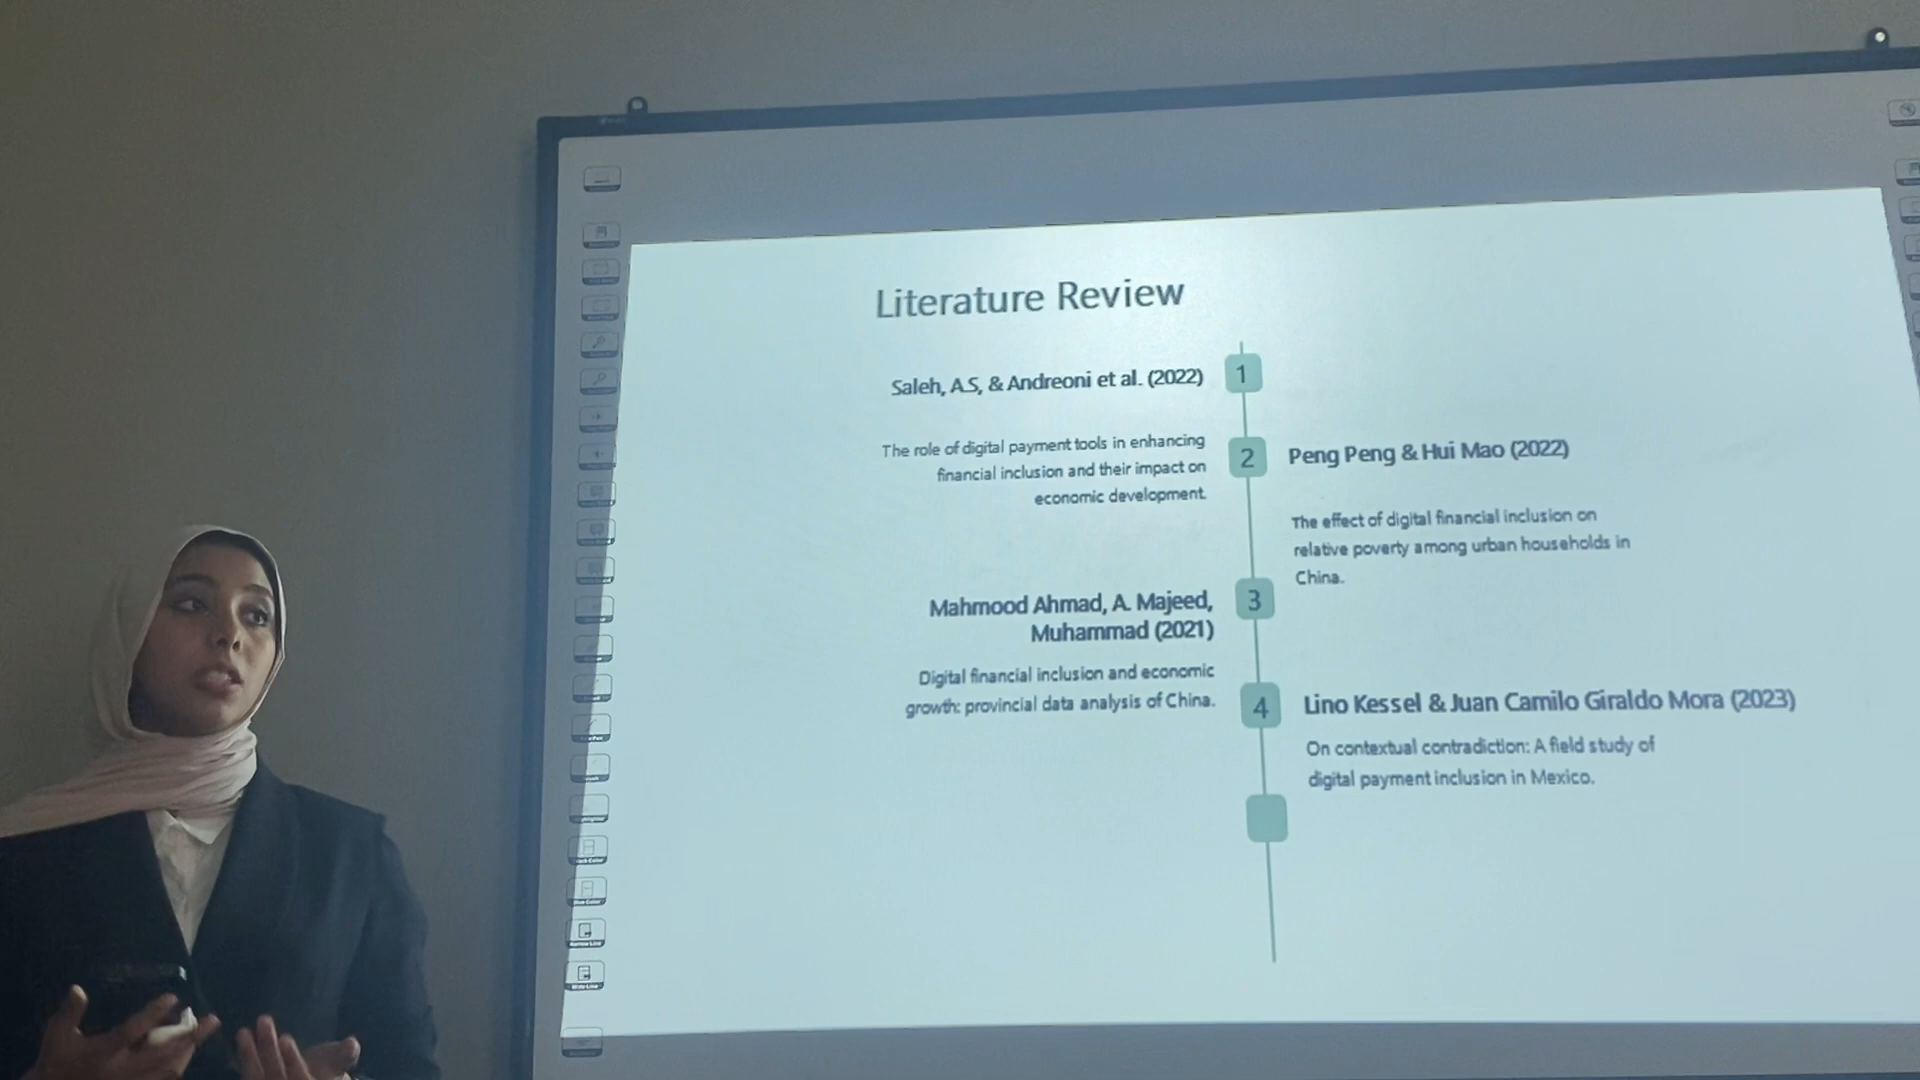 Literature Review
Saleh, A.S, & Andreoni et al. (2022)
1
The role of digital payment tools in enhancing
financial inclusion and their impact on
economic development.
2
Peng Peng & Hui Mao (2022)
The effect of digital financial inclusion on
relative poverty among urban households in
China.
Mahmood Ahmad, A. Majeed,
Muhammad (2021)
3
Digital financial inclusion and economic
growth: provincial data analysis of China.
4
Lino Kessel & Juan Camilo Giraldo Mora (2023)
On contextual contradiction: A field study of
digital payment inclusion in Mexico.